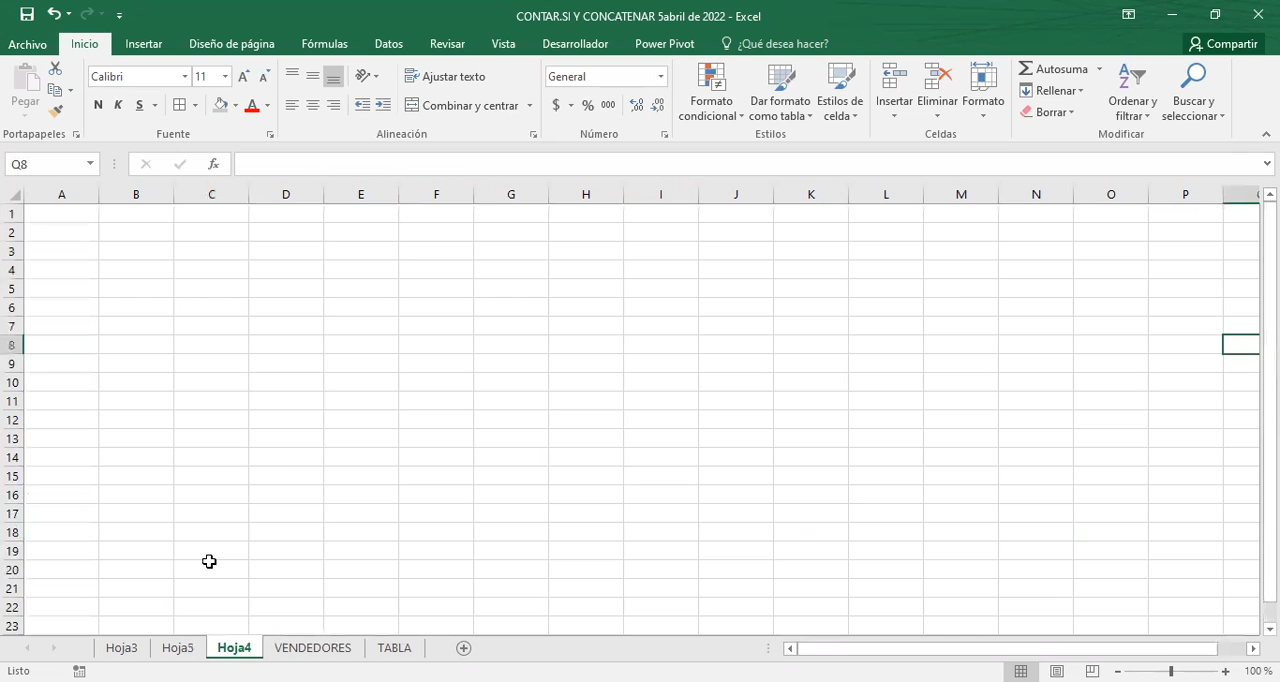 CONTAR.SI Y CONCATENAR 5abril de 2022 - Excel
Archivo Inicio Insertar Diseño de página Fórmulas Datos Revisar Vista Desarrollador Power Pivot ¿Qué desea hacer? Compartir
Pegar
Calibri 11
N K S
Ajustar texto
Combinar y centrar
General
$ % 000
Formato condicional
Dar formato como tabla
Estilos de celda
Insertar Eliminar Formato
Autosuma
Rellenar
Borrar
Ordenar y filtrar
Buscar y seleccionar
Portapapeles Fuente Alineación Número Estilos Celdas Modificar
Q8 fx
A B C D E F G H I J K L M N O P
1
2
3
4
5
6
7
8
9
10
11
12
13
14
15
16
17
18
19
20
21
22
23
Hoja3 Hoja5 Hoja4 VENDEDORES TABLA
Listo 100 %